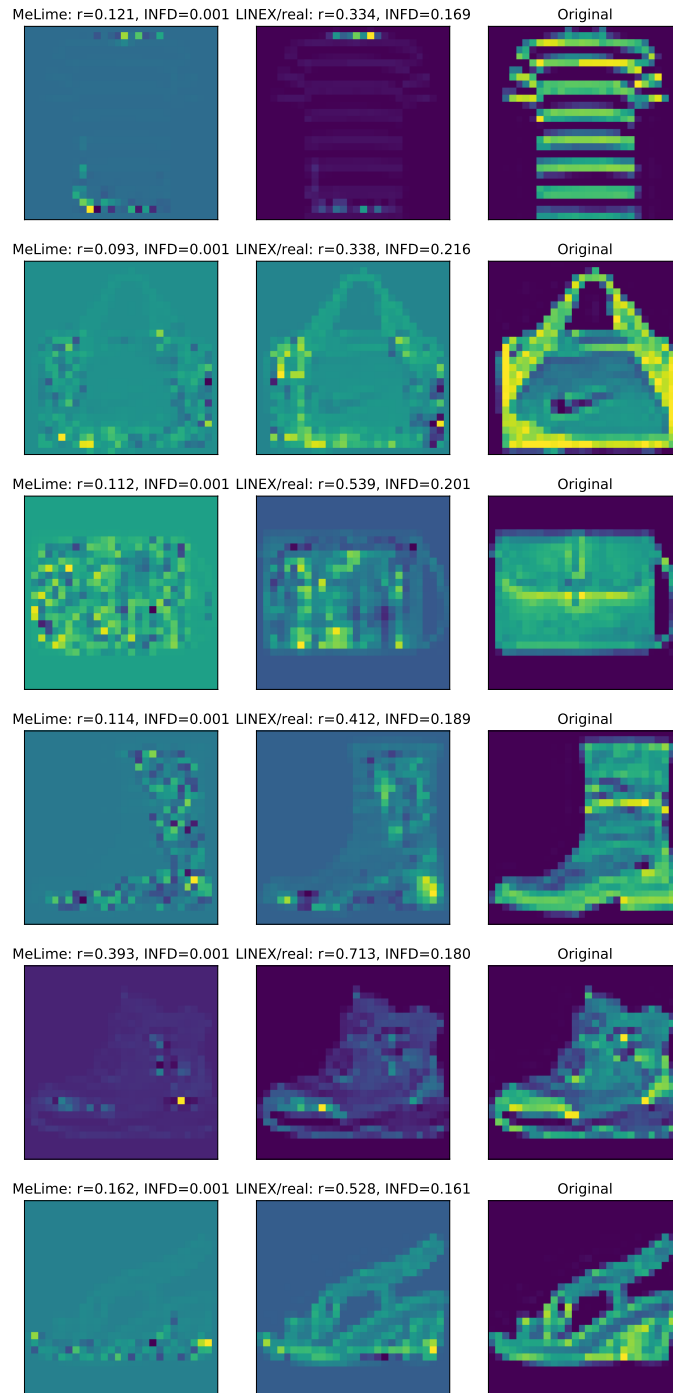 MeLime: r=0.121, INFD=0.001 LINEX/real: r=0.334, INFD=0.169 Original
MeLime: r=0.093, INFD=0.001 LINEX/real: r=0.338, INFD=0.216 Original
MeLime: r=0.112, INFD=0.001 LINEX/real: r=0.539, INFD=0.201 Original
MeLime: r=0.114, INFD=0.001 LINEX/real: r=0.412, INFD=0.189 Original
MeLime: r=0.393, INFD=0.001 LINEX/real: r=0.713, INFD=0.180 Original
MeLime: r=0.162, INFD=0.001 LINEX/real: r=0.528, INFD=0.161 Original